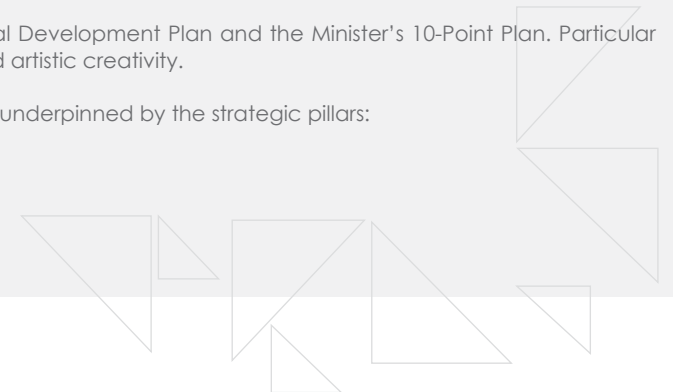 al Development Plan and the Minister’s 10-Point Plan. Particular
d artistic creativity.
underpinned by the strategic pillars: